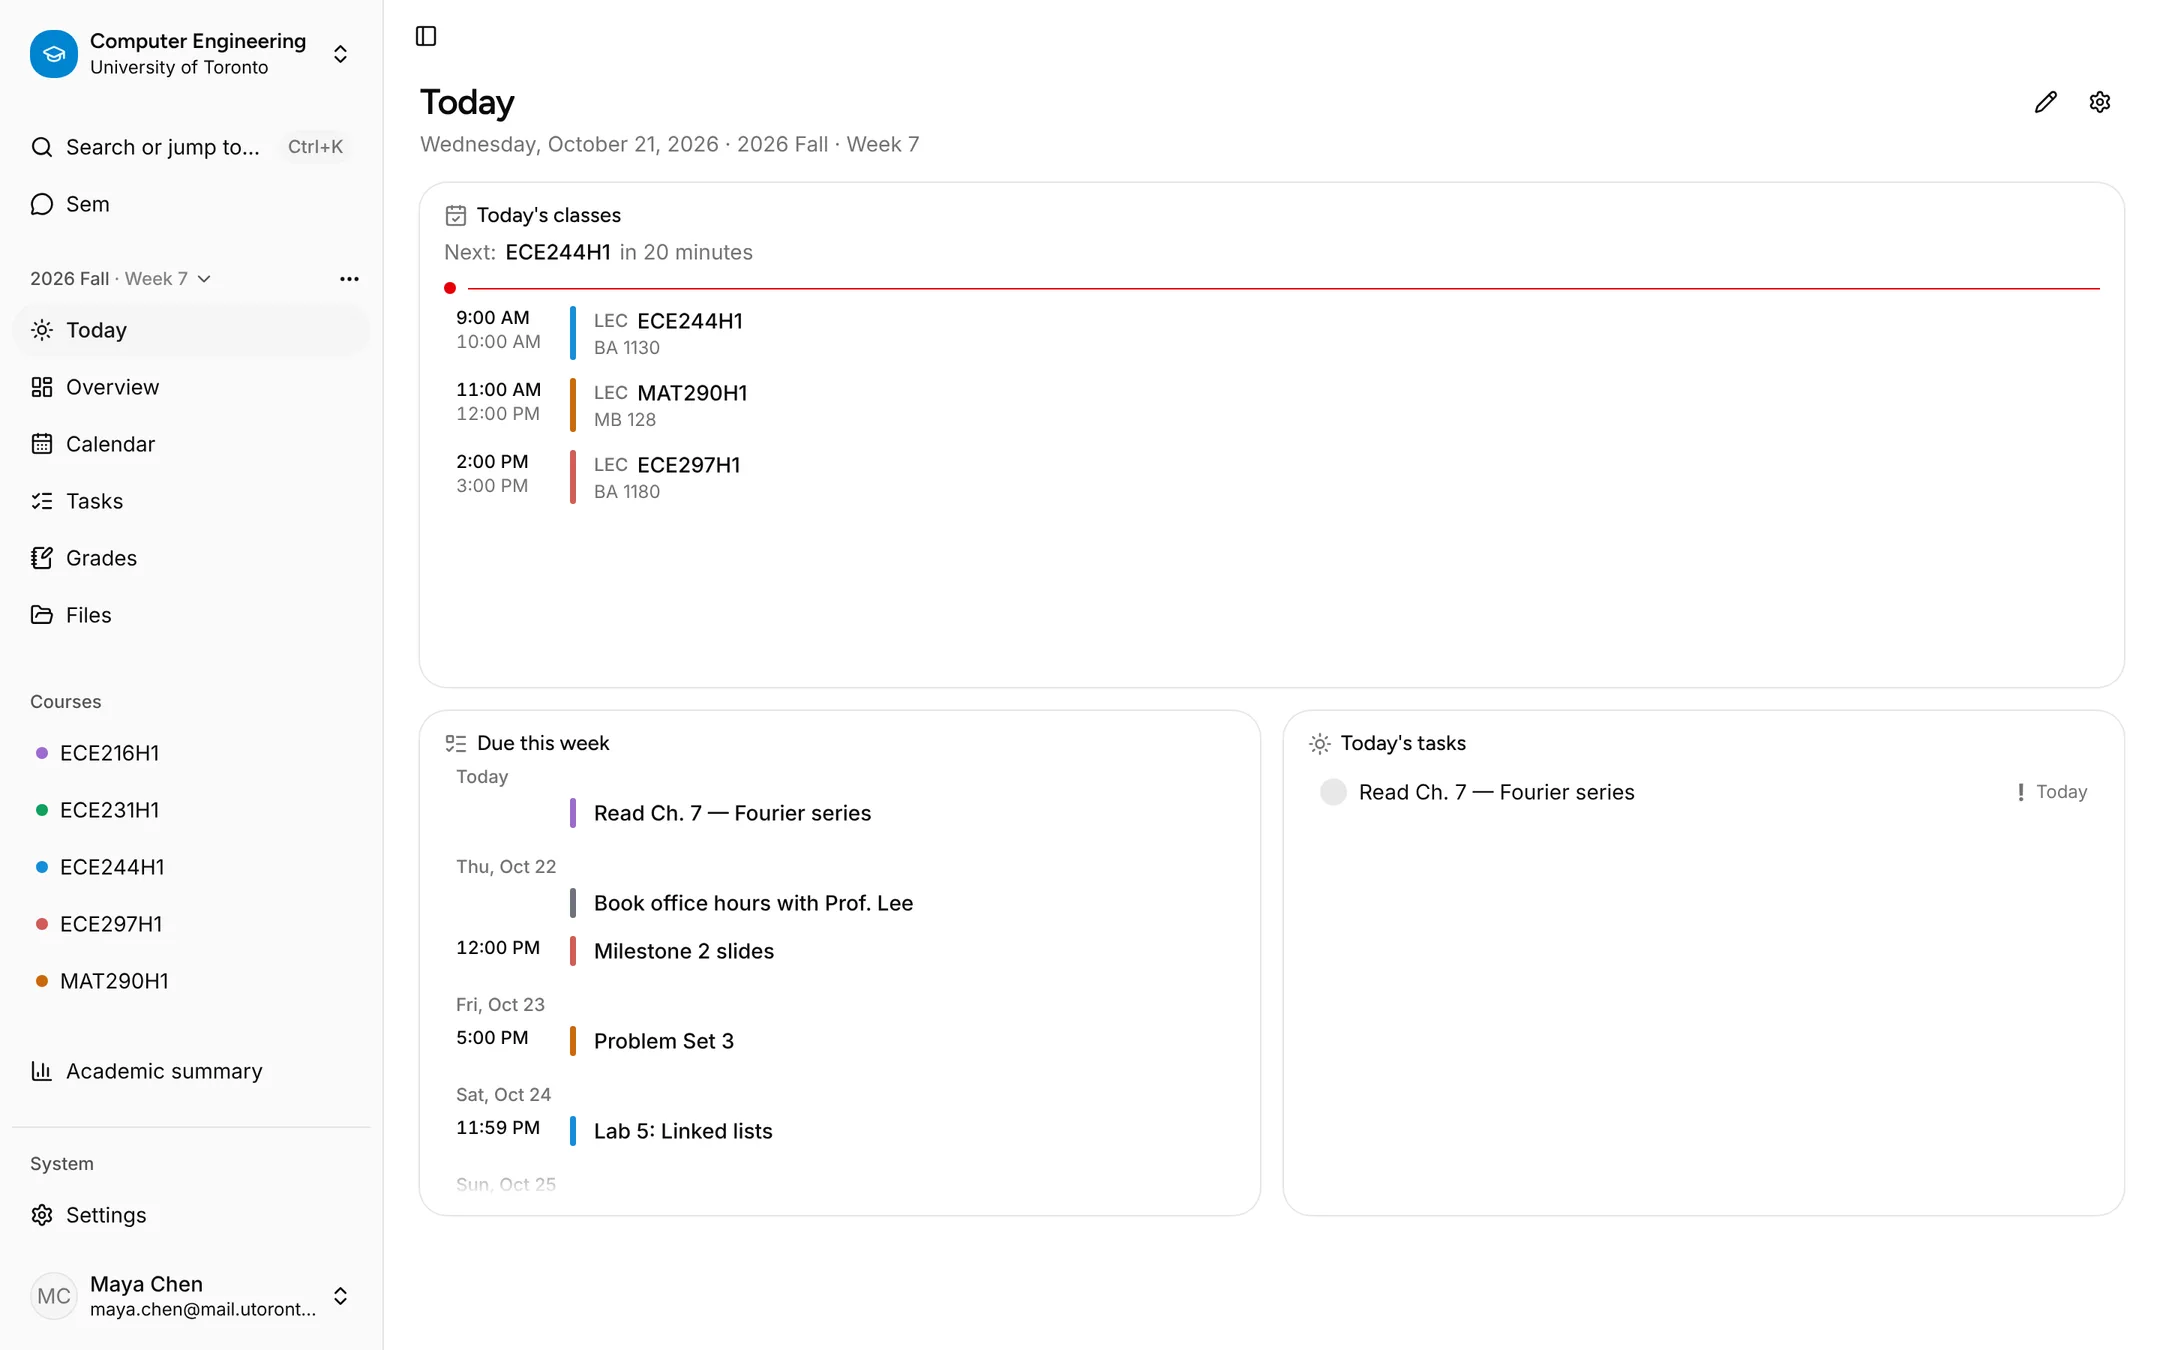 Computer Engineering
University of Toronto
Search or jump to...
Ctrl+K
Sem
2026 Fall · Week 7
Today
Overview
Calendar
Tasks
Grades
Files
Courses
ECE216H1
ECE231H1
ECE244H1
ECE297H1
MAT290H1
Academic summary
System
Settings
MC
Maya Chen
maya.chen@mail.utoront...
Today
Wednesday, October 21, 2026 · 2026 Fall · Week 7
Today's classes
Next: ECE244H1 in 20 minutes
9:00 AM
10:00 AM
LEC ECE244H1
BA 1130
11:00 AM
12:00 PM
LEC MAT290H1
MB 128
2:00 PM
3:00 PM
LEC ECE297H1
BA 1180
Due this week
Today
Read Ch. 7 — Fourier series
Thu, Oct 22
Book office hours with Prof. Lee
12:00 PM
Milestone 2 slides
Fri, Oct 23
5:00 PM
Problem Set 3
Sat, Oct 24
11:59 PM
Lab 5: Linked lists
Sun, Oct 25
Today's tasks
Read Ch. 7 — Fourier series
! Today